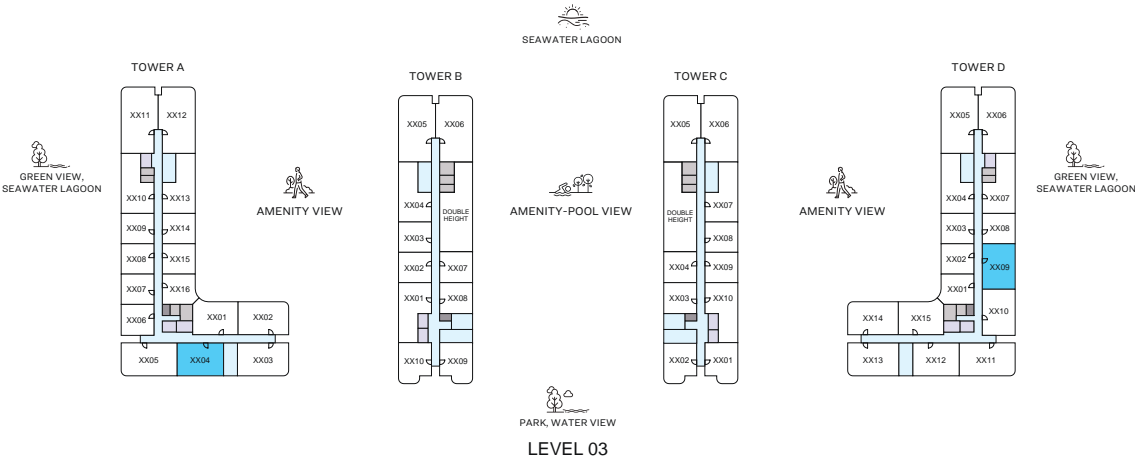 SEAWATER LAGOON
TOWER A
TOWER B
TOWER C
TOWER D
GREEN VIEW,
SEAWATER LAGOON
AMENITY VIEW
AMENITY-POOL VIEW
AMENITY VIEW
GREEN VIEW,
SEAWATER LAGOON
XX11
XX12
XX10
XX13
XX09
XX14
XX08
XX15
XX07
XX16
XX06
XX01
XX02
XX05
XX04
XX03
XX05
XX06
XX04
DOUBLE
HEIGHT
XX03
XX02
XX07
XX01
XX08
XX10
XX09
XX05
XX06
DOUBLE
HEIGHT
XX07
XX08
XX04
XX09
XX03
XX10
XX02
XX01
XX05
XX06
XX04
XX07
XX03
XX08
XX02
XX09
XX01
XX10
XX14
XX15
XX13
XX12
XX11
PARK, WATER VIEW
LEVEL 03